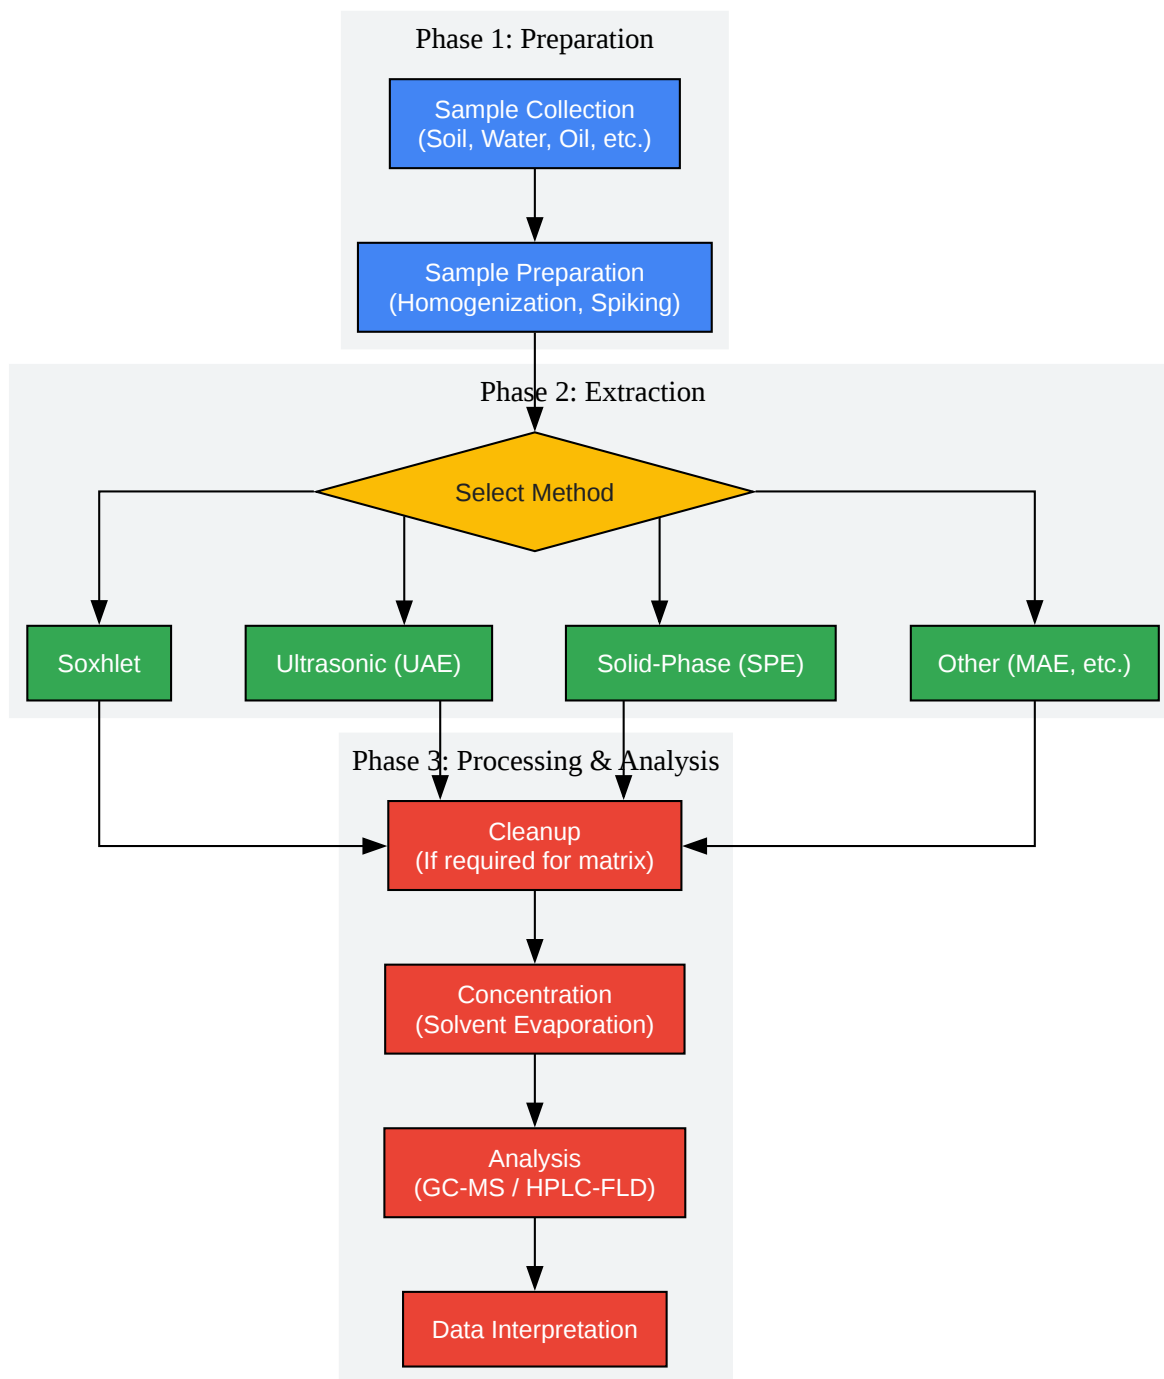 Phase 1: Preparation
Sample Collection
(Soil, Water, Oil, etc.)
Sample Preparation
(Homogenization, Spiking)
Phase 2: Extraction
Select Method
Soxhlet
Ultrasonic (UAE)
Solid-Phase (SPE)
Other (MAE, etc.)
Phase 3: Processing & Analysis
Cleanup
(If required for matrix)
Concentration
(Solvent Evaporation)
Analysis
(GC-MS / HPLC-FLD)
Data Interpretation